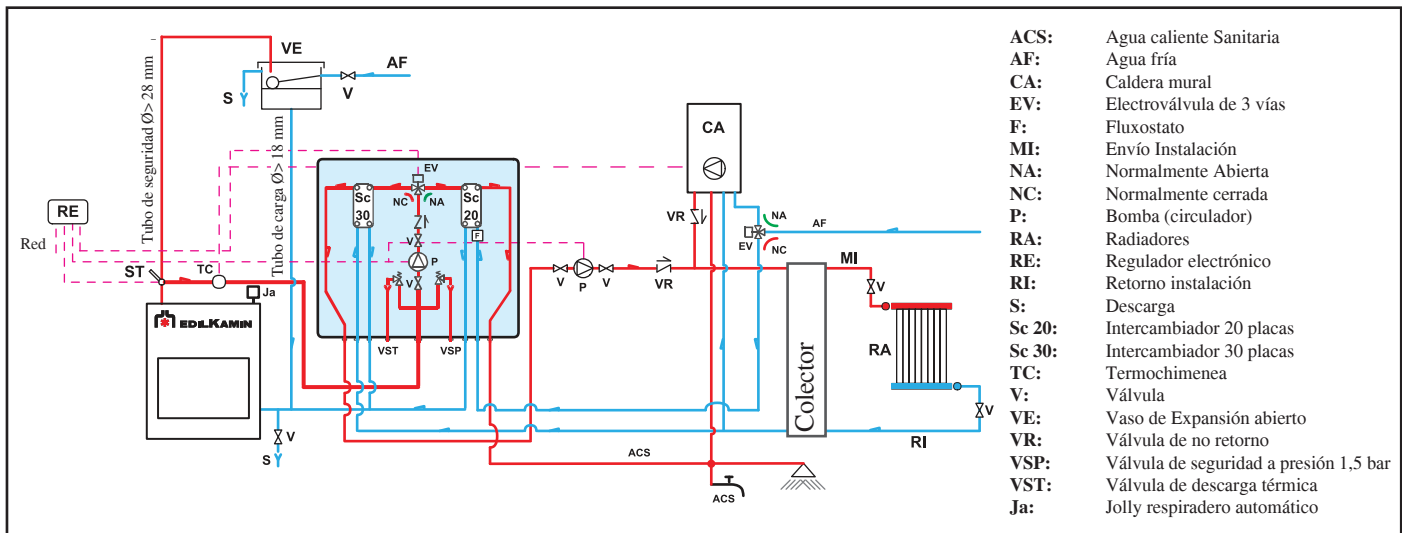 VE
AF
S
V
Tubo de seguridad Ø> 28 mm
Tubo de carga Ø> 18 mm
RE
Red
ST
TC
Ja
EDILKAMIN
V
S
EV
Sc
30
NC
NA
Sc
20
F
V
P
V
VST
VSP
CA
VR
NA
EV
NC
AF
V
P
V
VR
MI
V
RA
Colector
V
RI
ACS
ACS
ACS: Agua caliente Sanitaria
AF: Agua fría
CA: Caldera mural
EV: Electroválvula de 3 vías
F: Fluxostato
MI: Envío Instalación
NA: Normalmente Abierta
NC: Normalmente cerrada
P: Bomba (circulador)
RA: Radiadores
RE: Regulador electrónico
RI: Retorno instalación
S: Descarga
Sc 20: Intercambiador 20 placas
Sc 30: Intercambiador 30 placas
TC: Termochimenea
V: Válvula
VE: Vaso de Expansión abierto
VR: Válvula de no retorno
VSP: Válvula de seguridad a presión 1,5 bar
VST: Válvula de descarga térmica
Ja: Jolly respiradero automático